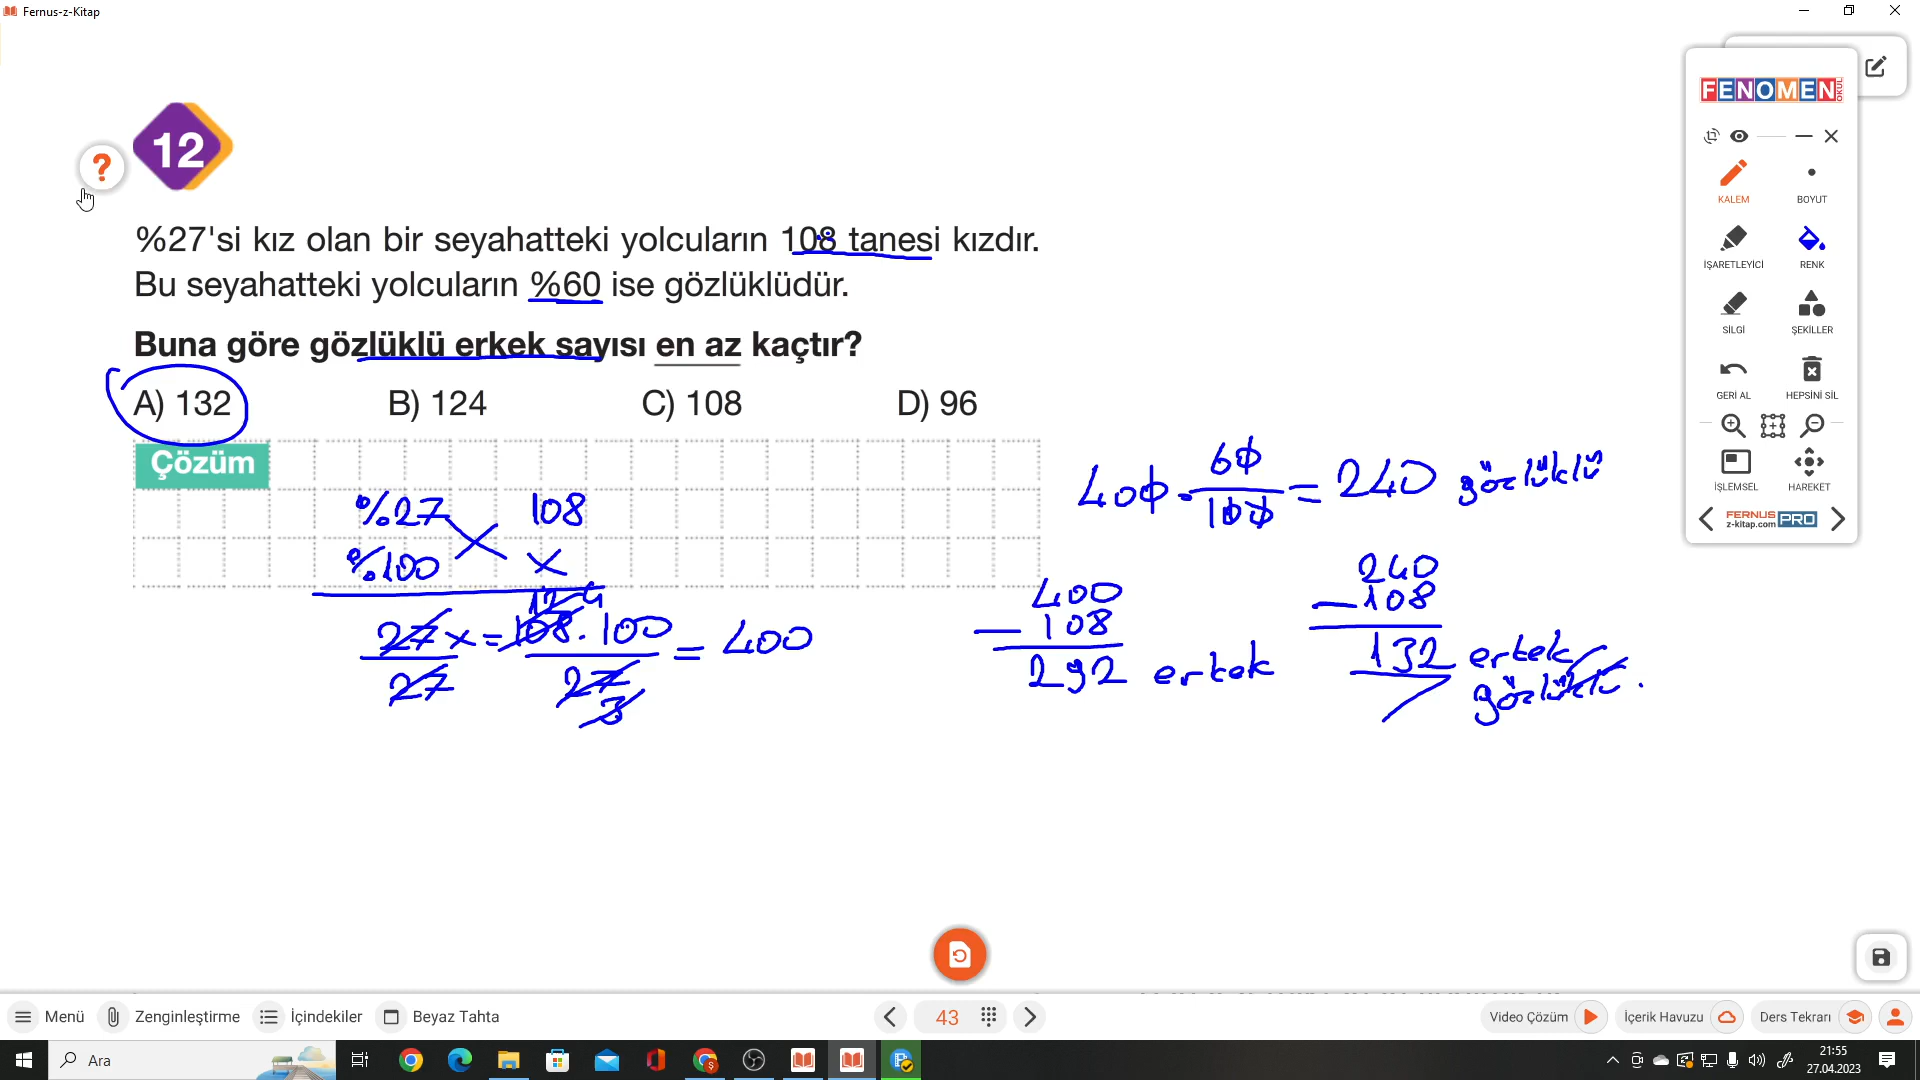 Fernus-z-Kitap
FENOMEN OKUL
12
?
%27'si kız olan bir seyahatteki yolcuların 108 tanesi kızdır.
Bu seyahatteki yolcuların %60 ise gözlüklüdür.
Buna göre gözlüklü erkek sayısı en az kaçtır?
A) 132 B) 124 C) 108 D) 96
Çözüm
%27 108
%100 x
12 4
27x = 108.100 = 400
27 27
3
400 . 60 = 240 gözlüklü
100
400
— 108
292 erkek
240
— 108
132 erkek
gözlüklü.
KALEM BOYUT
İŞARETLEYİCİ RENK
SİLGİ ŞEKİLLER
GERİ AL HEPSİNİ SİL
İŞLEMSEL HAREKET
FERNUS
z-kitap.com PRO
Menü Zenginleştirme İçindekiler Beyaz Tahta 43 Video Çözüm İçerik Havuzu Ders Tekrarı
Ara
21:55
27.04.2023